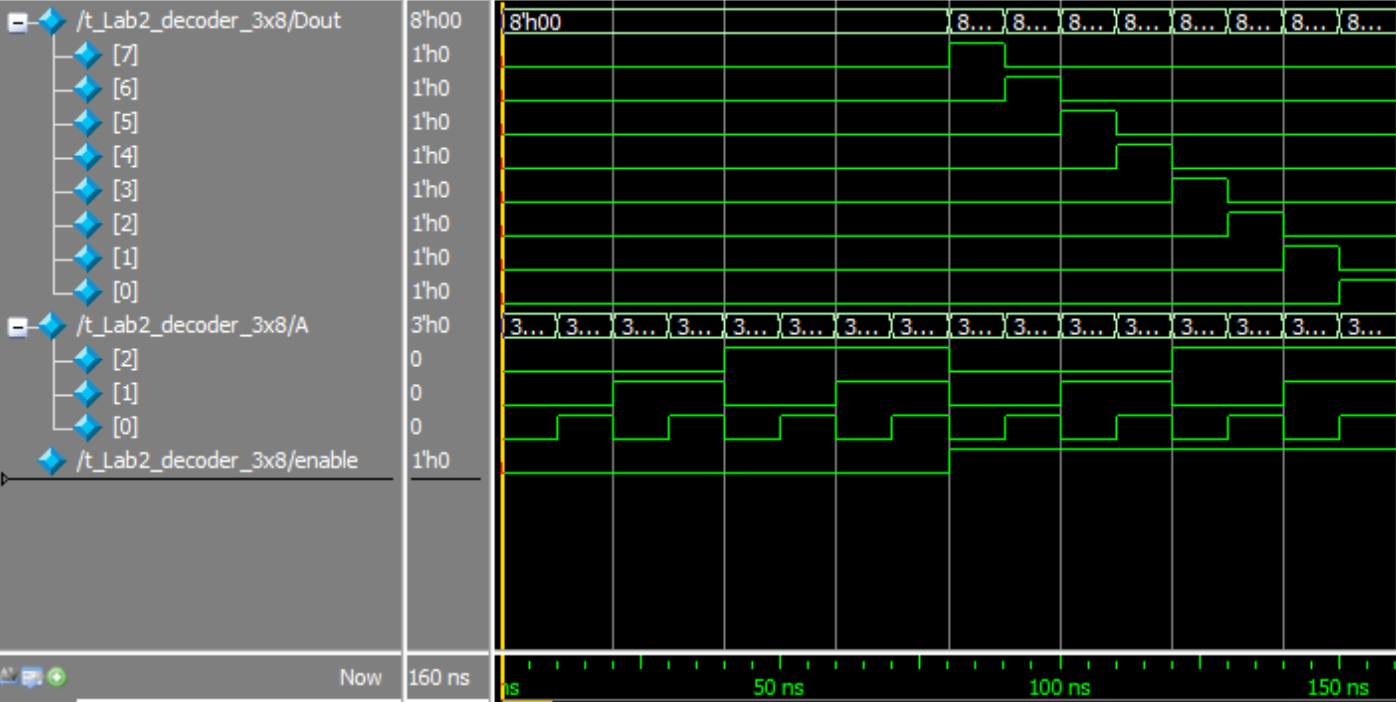 /t_Lab2_decoder_3x8/Dout 8'h00 8'h00 8... 8... 8... 8... 8... 8... 8... 8...
[7] 1'h0
[6] 1'h0
[5] 1'h0
[4] 1'h0
[3] 1'h0
[2] 1'h0
[1] 1'h0
[0] 1'h0
/t_Lab2_decoder_3x8/A 3'h0 3... 3... 3... 3... 3... 3... 3... 3... 3... 3... 3... 3... 3... 3... 3... 3...
[2] 0
[1] 0
[0] 0
/t_Lab2_decoder_3x8/enable 1'h0
Now 160 ns ns 50 ns 100 ns 150 ns